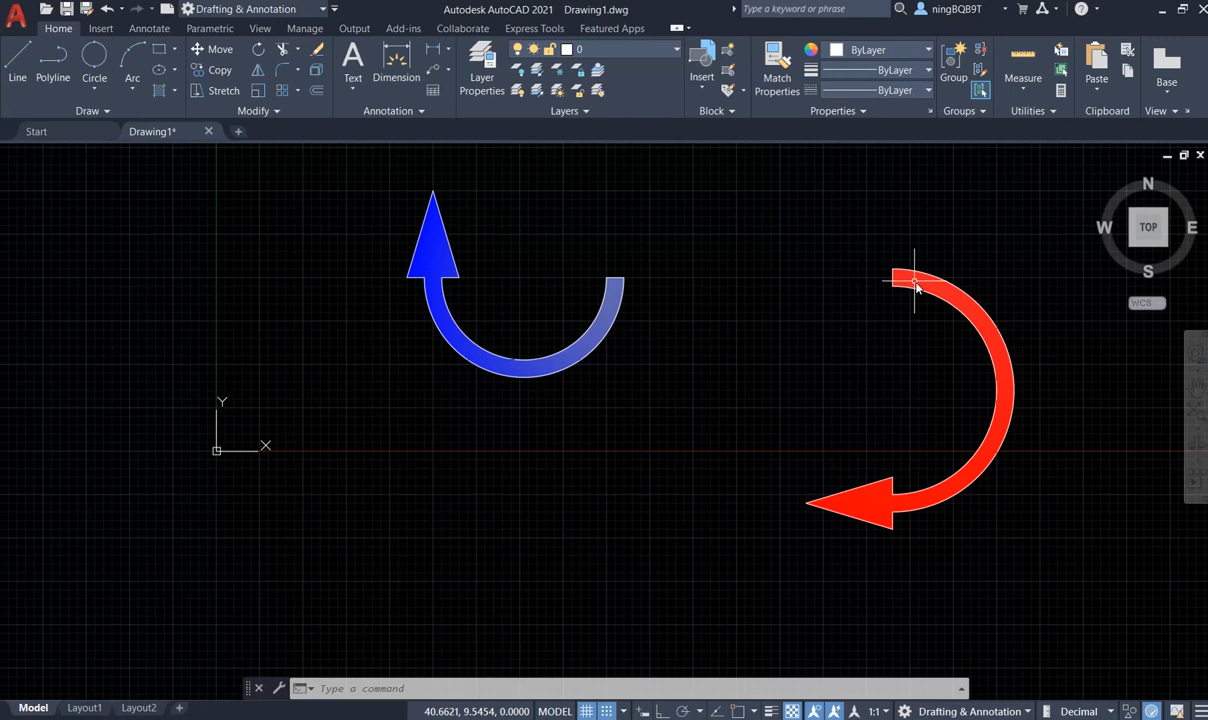 A Drafting & Annotation Autodesk AutoCAD 2021 Drawing1.dwg Type a keyword or phrase ningBQB9T ?
Home Insert Annotate Parametric View Manage Output Add-ins Collaborate Express Tools Featured Apps
Move
Copy
Stretch
0
ByLayer
ByLayer
ByLayer
Line Polyline Circle Arc
A
Text Dimension
Layer
Properties
Insert
Match
Properties
Group
Measure
Paste
Base
Draw Modify Annotation Layers Block Properties Groups Utilities Clipboard View
Start Drawing1*
N
W TOP E
S
WCS
Y
X
Type a command
Model Layout1 Layout2 + 40.6621, 9.5454, 0.0000 MODEL 1:1 Drafting & Annotation Decimal